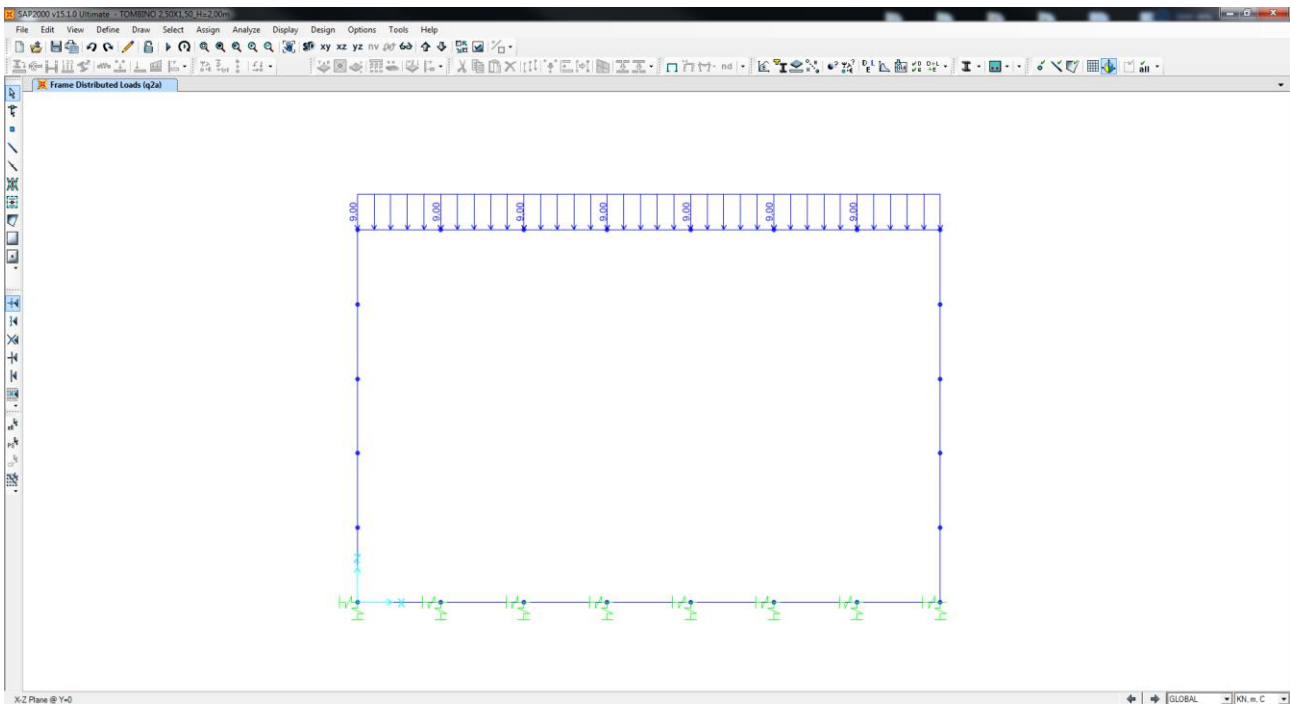 SAP2000 v15.1.0 Ultimate - TOMBINO 2,50X1,50_H=2,00m
File Edit View Define Draw Select Assign Analyze Display Design Options Tools Help
xy xz yz nv
nd
all
Frame Distributed Loads (q2a)
9.00 9.00 9.00 9.00 9.00 9.00 9.00
X
X-Z Plane @ Y=0
GLOBAL
KN, m, C